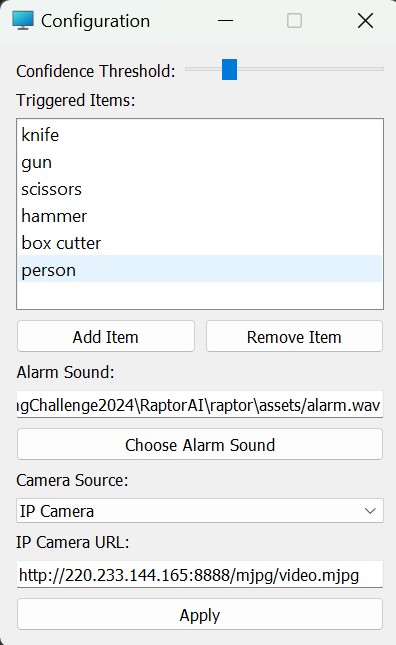 Configuration
Confidence Threshold:
Triggered Items:
knife
gun
scissors
hammer
box cutter
person
Add Item Remove Item
Alarm Sound:
ngChallenge2024\RaptorAI\raptor\assets/alarm.wav
Choose Alarm Sound
Camera Source:
IP Camera
IP Camera URL:
http://220.233.144.165:8888/mjpg/video.mjpg
Apply